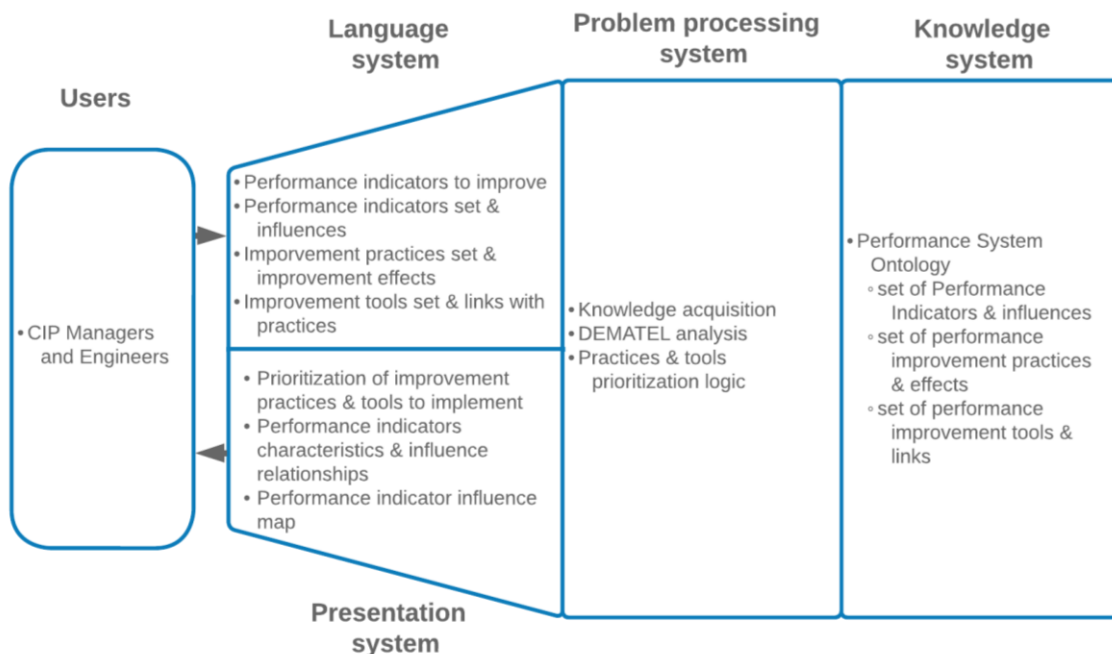 Users
• CIP Managers
and Engineers
Language
system
• Performance indicators to improve
• Performance indicators set &
influences
• Imporvement practices set &
improvement effects
• Improvement tools set & links with
practices
• Prioritization of improvement
practices & tools to implement
• Performance indicators
characteristics & influence
relationships
• Performance indicator influence
map
Presentation
system
Problem processing
system
• Knowledge acquisition
• DEMATEL analysis
• Practices & tools
prioritization logic
Knowledge
system
• Performance System
Ontology
◦ set of Performance
Indicators & influences
◦ set of performance
improvement practices
& effects
◦ set of performance
improvement tools &
links